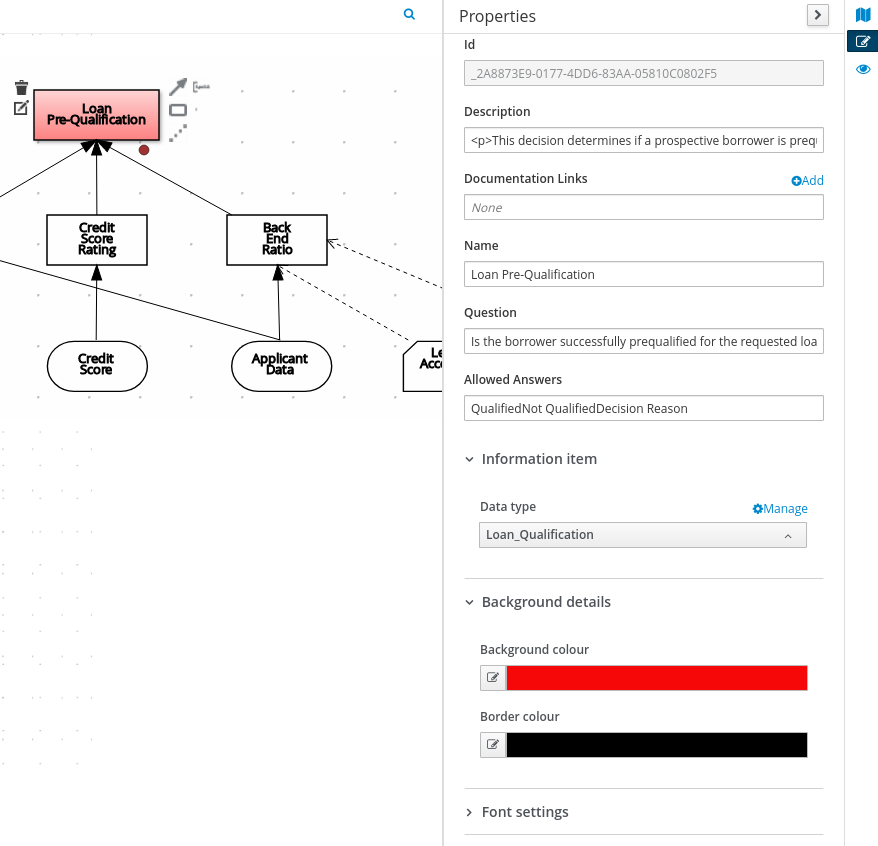 Loan
Pre-Qualification
Credit
Score
Rating
Back
End
Ratio
Credit
Score
Applicant
Data
Properties
Id
_2A8873E9-0177-4DD6-83AA-05810C0802F5
Description
<p>This decision determines if a prospective borrower is
Documentation Links
Add
None
Name
Loan Pre-Qualification
Question
Is the borrower successfully prequalified for the requested loa
Allowed Answers
QualifiedNot QualifiedDecision Reason
Information item
Data type
Manage
Loan_Qualification
Background details
Background colour
Border colour
Font settings